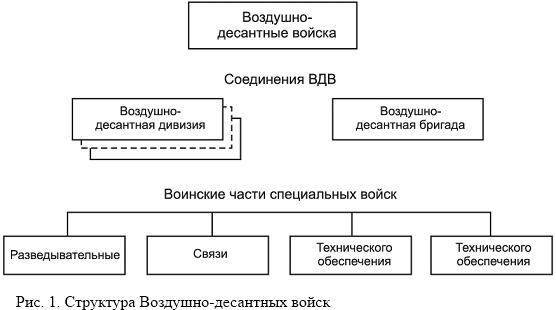 Воздушно-
десантные войска
Соединения ВДВ
Воздушно-
десантная дивизия
Воздушно-
десантная бригада
Воинские части специальных войск
Разведывательные
Связи
Технического
обеспечения
Технического
обеспечения
Рис. 1. Структура Воздушно-десантных войск